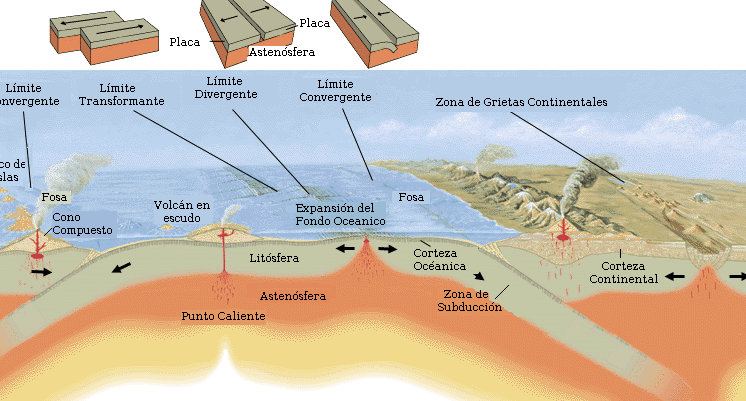 Placa
Placa
Astenósfera
Límite
onvergente
Límite
Transformante
Límite
Divergente
Límite
Convergente
Zona de Grietas Continentales
co de
slas
Fosa
Cono
Compuesto
Volcán en
escudo
Expansión del
Fondo Oceanico
Fosa
Litósfera
Corteza
Océanica
Corteza
Continental
Astenósfera
Zona de
Subducción
Punto Caliente